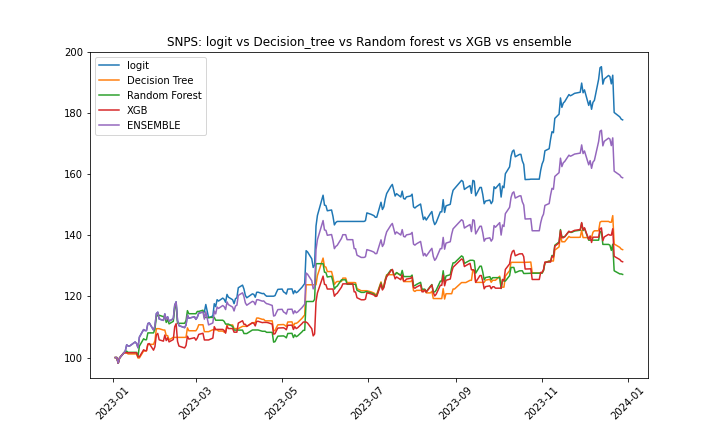 SNPS: logit vs Decision_tree vs Random forest vs XGB vs ensemble
200
180
160
140
120
100
logit
Decision Tree
Random Forest
XGB
ENSEMBLE
2023-01
2023-03
2023-05
2023-07
2023-09
2023-11
2024-01